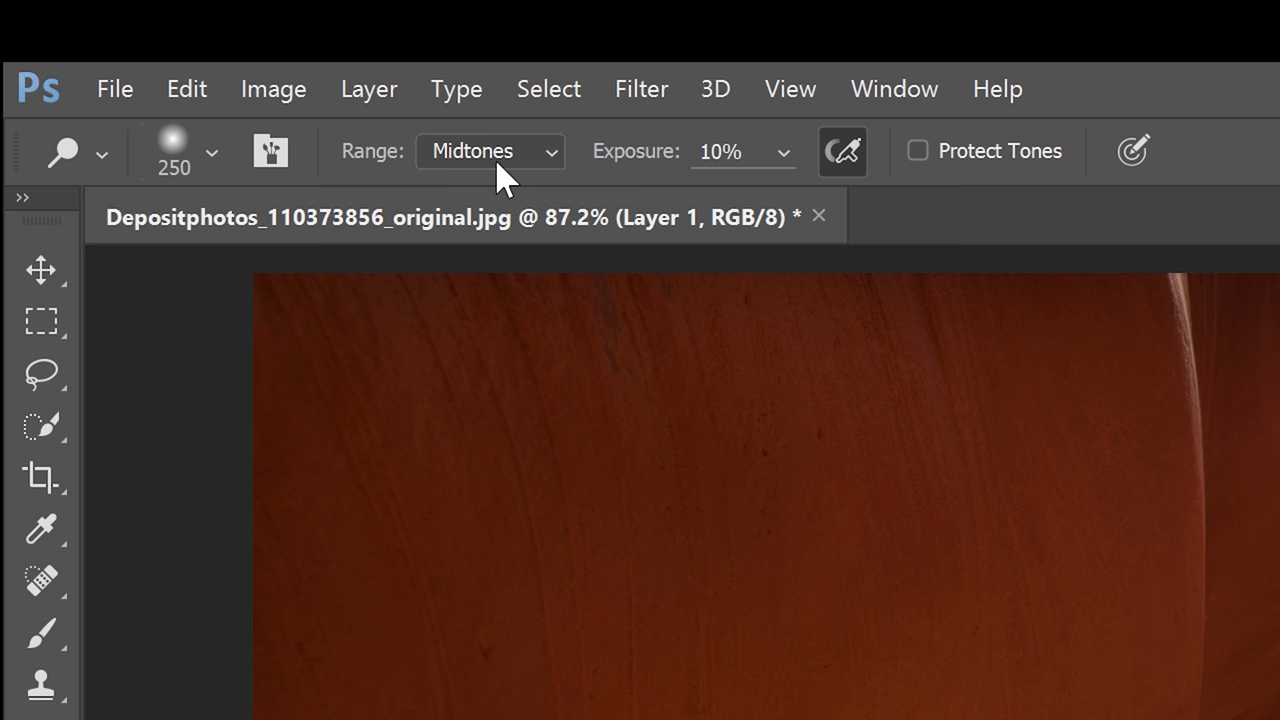 Ps File Edit Image Layer Type Select Filter 3D View Window Help
250 Range: Midtones Exposure: 10% Protect Tones
Depositphotos_110373856_original.jpg @ 87.2% (Layer 1, RGB/8) * ×